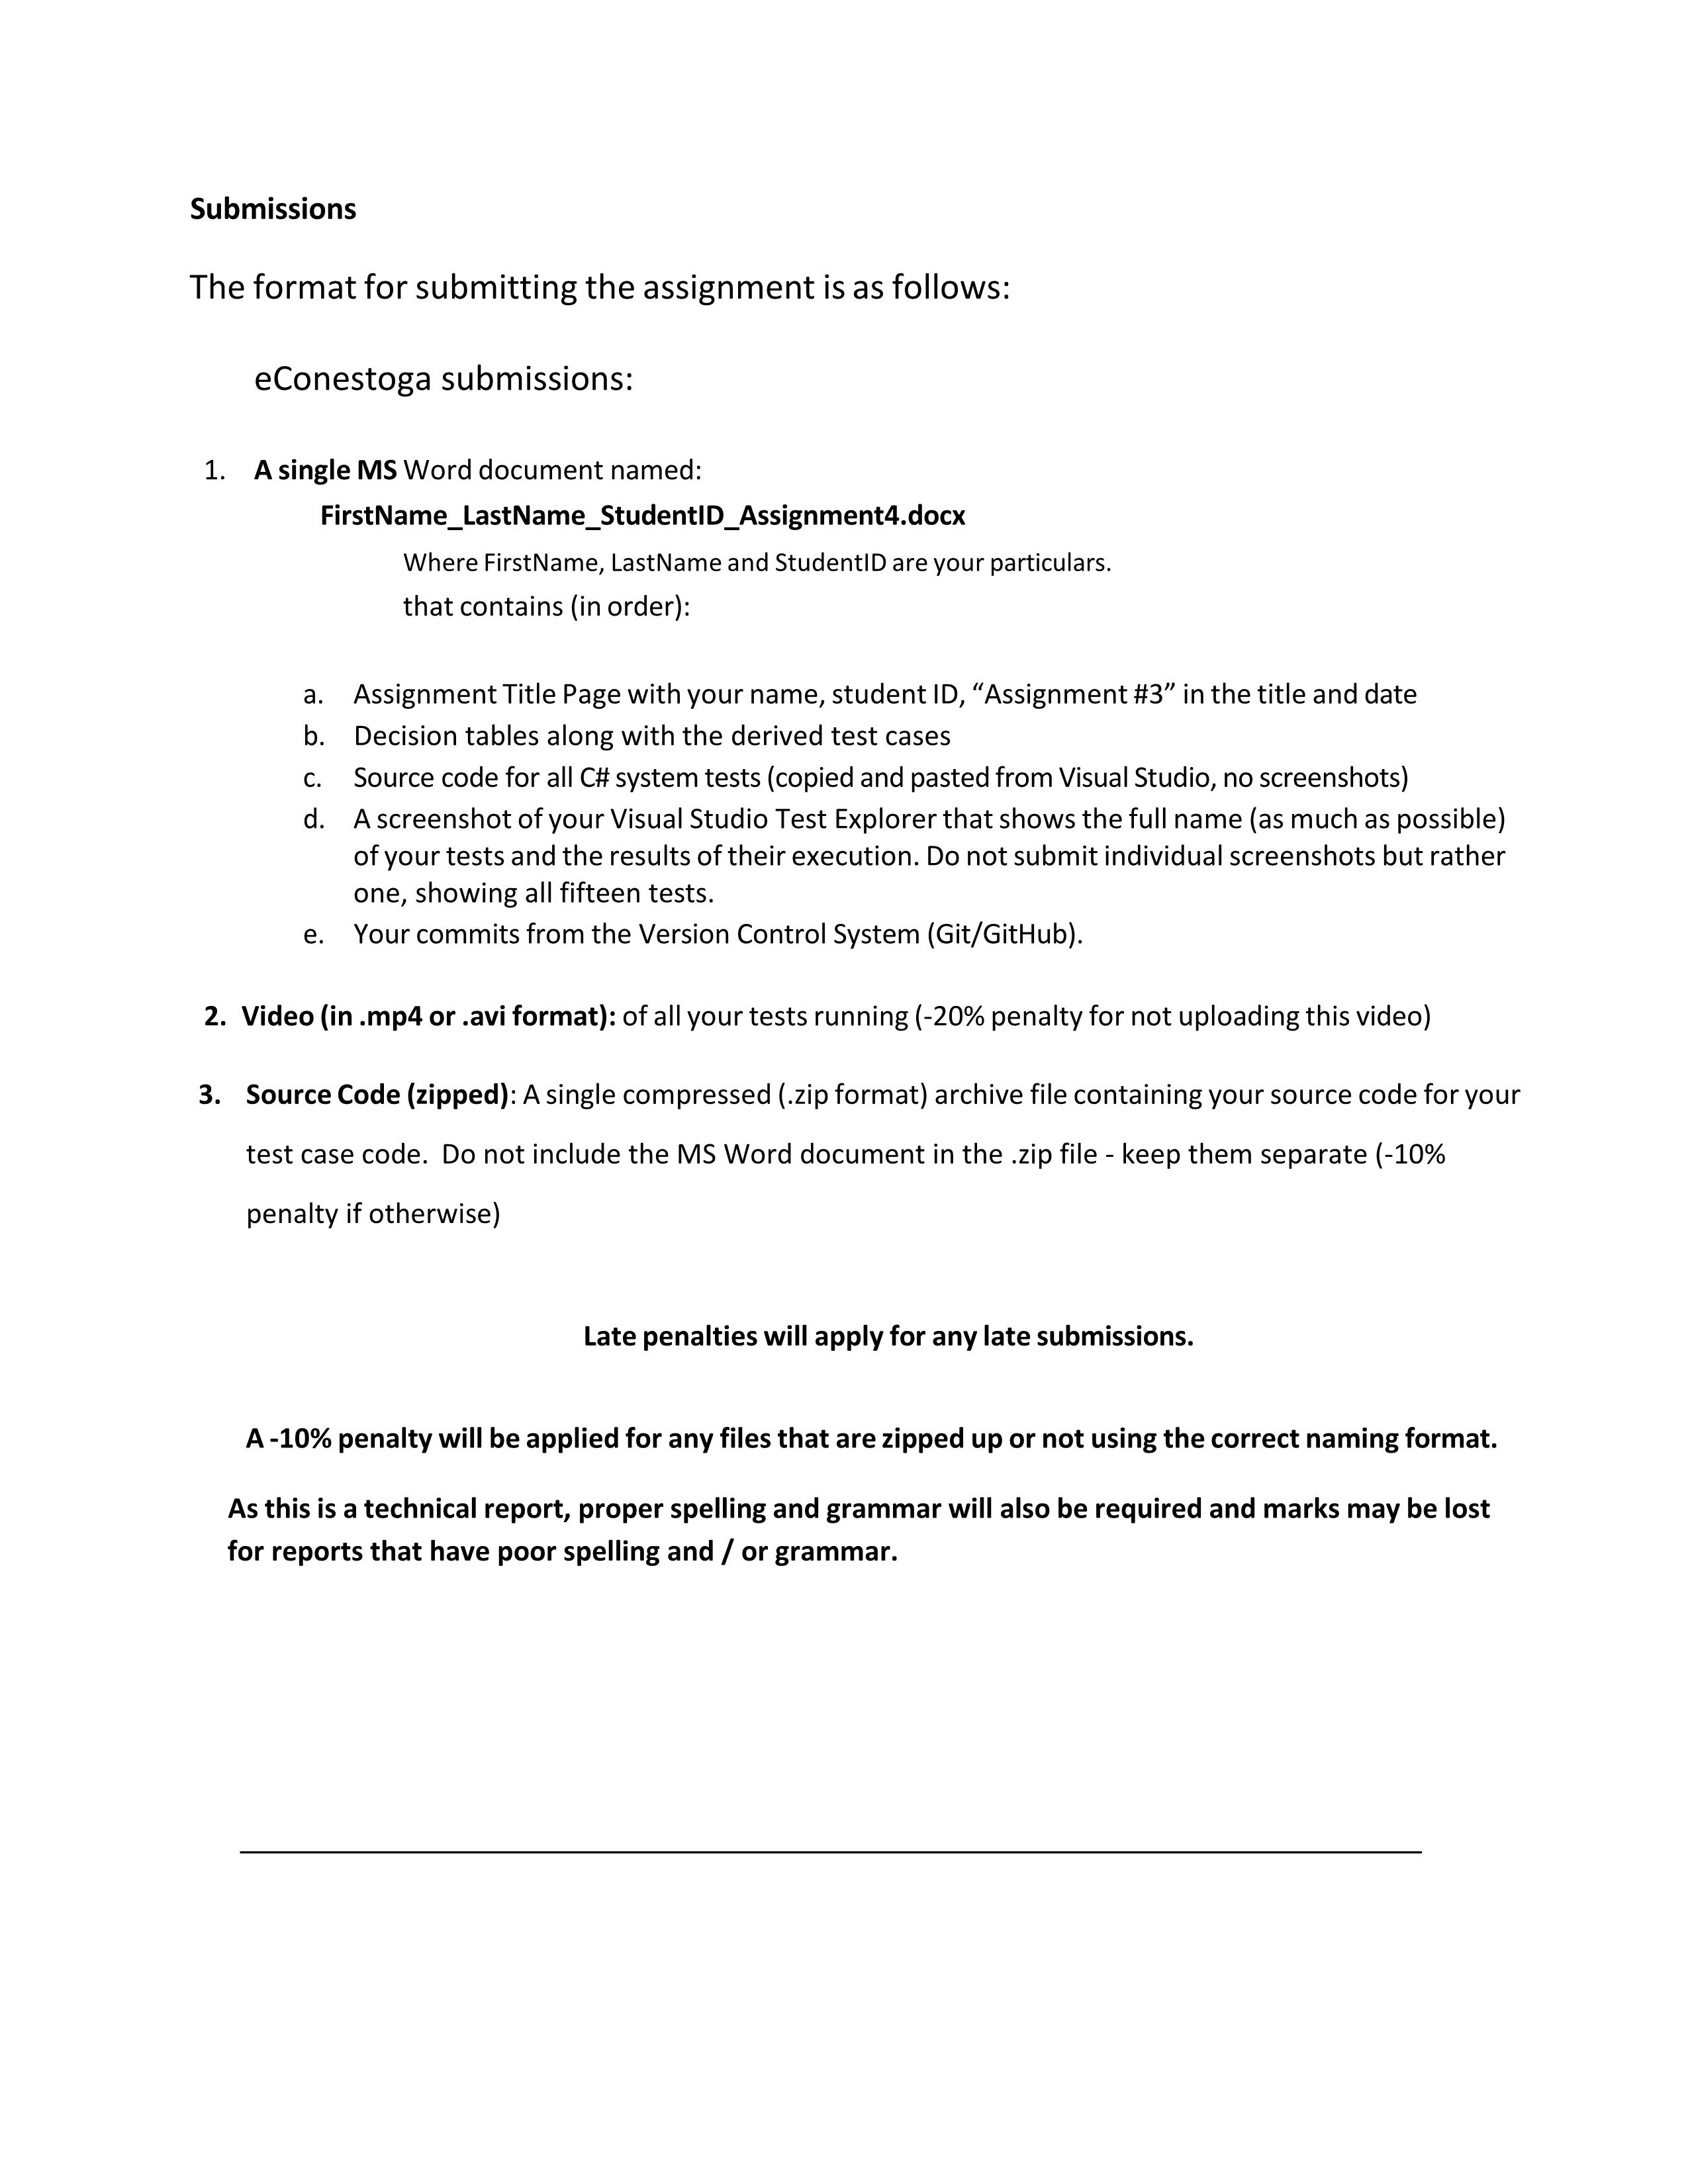 Submissions
The format for submitting the assignment is as follows:
eConestoga submissions:
1. A single MS Word document named:
FirstName_LastName_StudentID_Assignment4.docx
Where FirstName, LastName and StudentID are your particulars.
that contains (in order):
a. Assignment Title Page with your name, student ID, “Assignment #3” in the title and date
b. Decision tables along with the derived test cases
c. Source code for all C# system tests (copied and pasted from Visual Studio, no screenshots)
d. A screenshot of your Visual Studio Test Explorer that shows the full name (as much as possible)
of your tests and the results of their execution. Do not submit individual screenshots but rather
one, showing all fifteen tests.
e. Your commits from the Version Control System (Git/GitHub).
2. Video (in .mp4 or .avi format): of all your tests running (-20% penalty for not uploading this video)
3. Source Code (zipped): A single compressed (.zip format) archive file containing your source code for your
test case code. Do not include the MS Word document in the .zip file - keep them separate (-10%
penalty if otherwise)
Late penalties will apply for any late submissions.
A -10% penalty will be applied for any files that are zipped up or not using the correct naming format.
As this is a technical report, proper spelling and grammar will also be required and marks may be lost
for reports that have poor spelling and / or grammar.